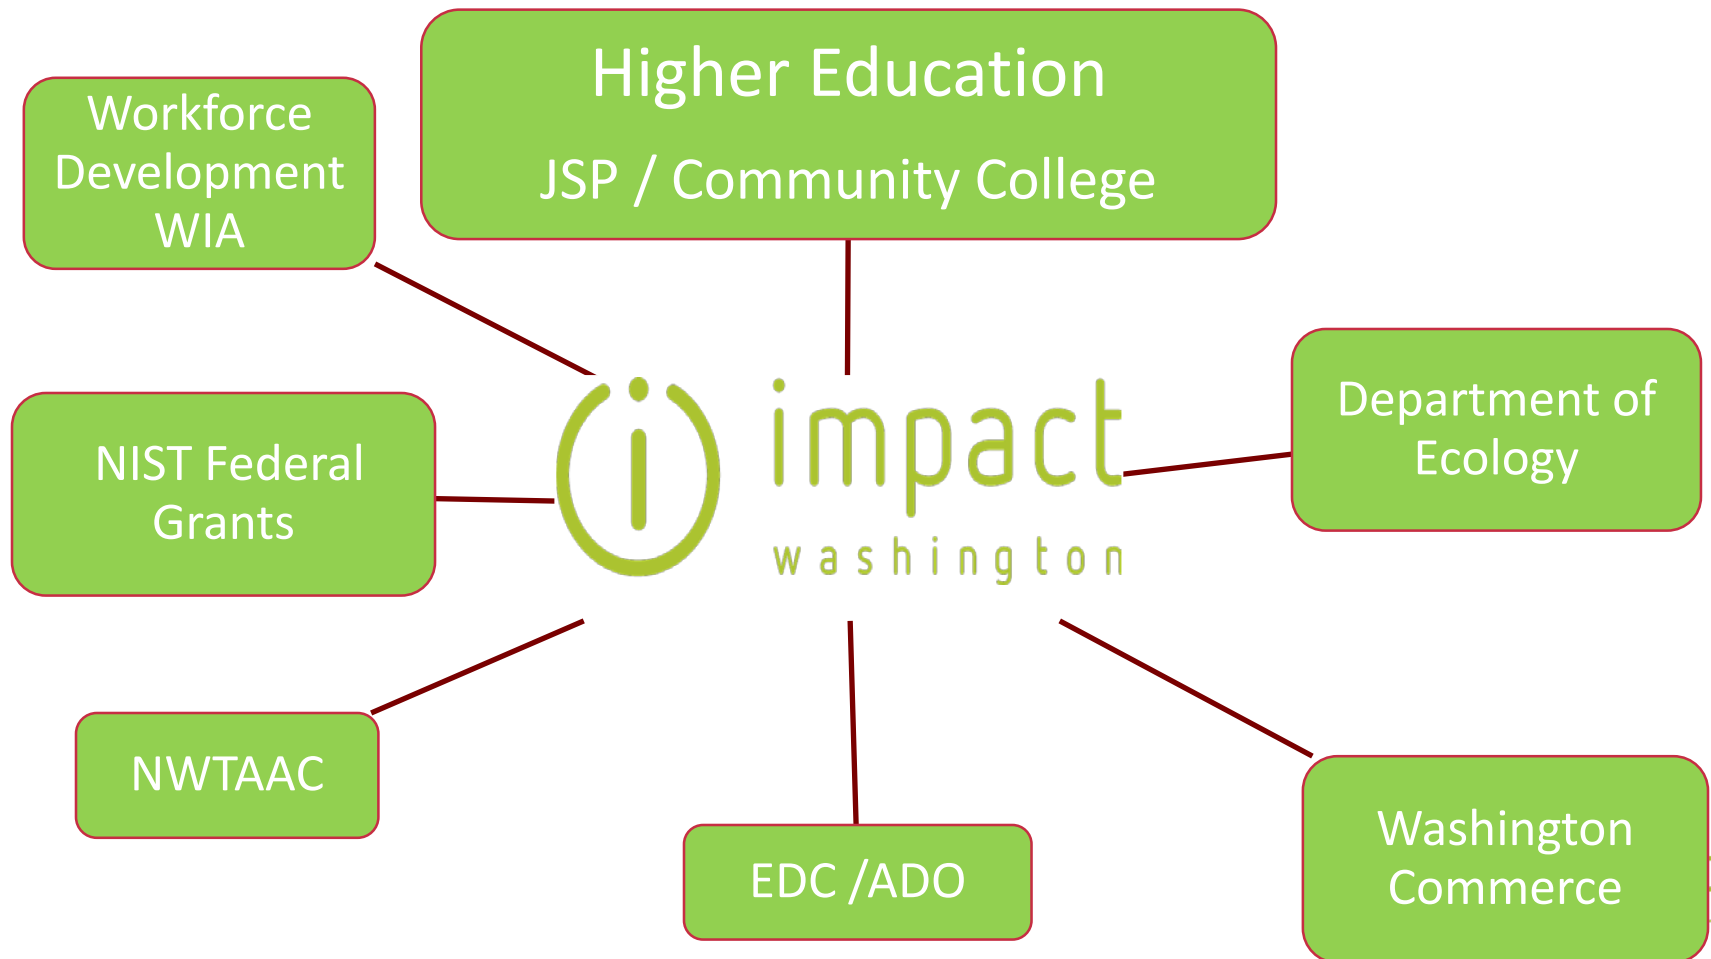 Higher Education
JSP / Community College
Workforce
Development
WIA
NIST Federal
Grants
impact
washington
Department of
Ecology
NWTAAC
EDC /ADO
Washington
Commerce